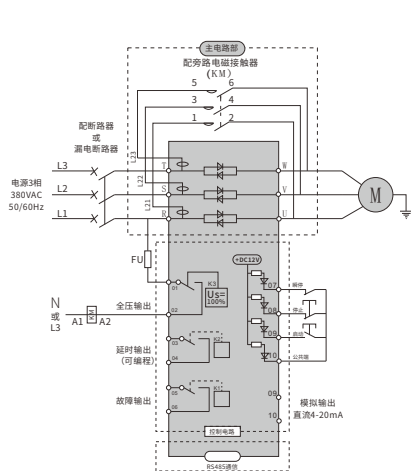 主电路部
配旁路电磁接触器
(KM)
5 6
3 4
1 2
配断路器
或
漏电断路器
L23
L22
L21
L3
L2
L1
电源3相
380VAC
50/60Hz
T W
S V
R U
M
FU
+DC12V
K3
Us=
100%
01
02
07 瞬停
08 停止
09 启动
10 公共端
全压输出
N
或
L3
A1 KM A2
延时输出
(可编程)
03
04
K2
故障输出
05
06
K1
09
10
模拟输出
直流4-20mA
控制电路
RS485通信